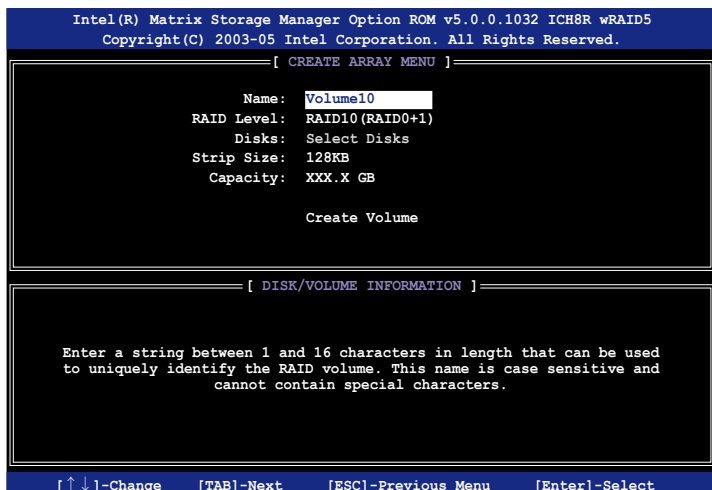 Intel(R) Matrix Storage Manager Option ROM v5.0.0.1032 ICH8R wRAID5
Copyright(C) 2003-05 Intel Corporation. All Rights Reserved.
[ CREATE ARRAY MENU ]
Name: Volume10
RAID Level: RAID10(RAID0+1)
Disks: Select Disks
Strip Size: 128KB
Capacity: XXX.X GB
Create Volume
[ DISK/VOLUME INFORMATION ]
Enter a string between 1 and 16 characters in length that can be used
to uniquely identify the RAID volume. This name is case sensitive and
cannot contain special characters.
[↑↓]-Change [TAB]-Next [ESC]-Previous Menu [Enter]-Select